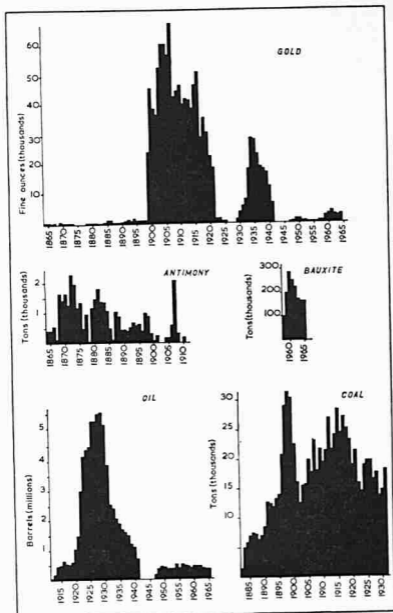 GOLD
Fine ounces (thousands)
60
50
40
30
20
10
1865 1870 1875 1880 1885 1890 1895 1900 1905 1910 1915 1920 1925 1930 1935 1940 1945 1950 1955 1960 1965
ANTIMONY
Tons (thousands)
2
1
1865 1870 1875 1880 1885 1890 1895 1900 1905 1910
BAUXITE
Tons (thousands)
300
200
100
1960 1965
OIL
Barrels (millions)
5
4
3
2
1
1915 1920 1925 1930 1935 1940 1945 1950 1955 1960 1965
COAL
Tons (thousands)
30
25
20
15
10
1885 1890 1895 1900 1905 1910 1915 1920 1925 1930